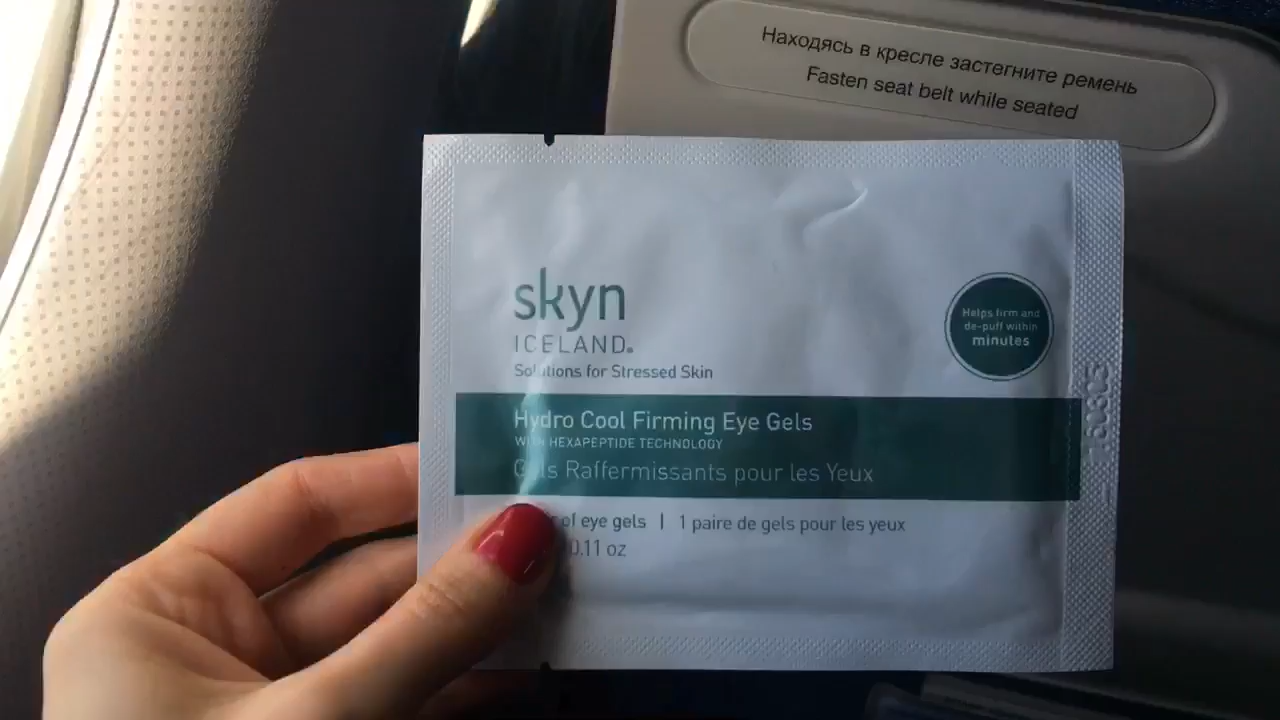 Находясь в кресле застегните ремень
Fasten seat belt while seated
skyn
ICELAND®
Solutions for Stressed Skin
Helps firm and
de-puff within
minutes
Hydro Cool Firming Eye Gels
WITH HEXAPEPTIDE TECHNOLOGY
Gels Raffermissants pour les Yeux
of eye gels | 1 paire de gels pour les yeux
0.11 oz